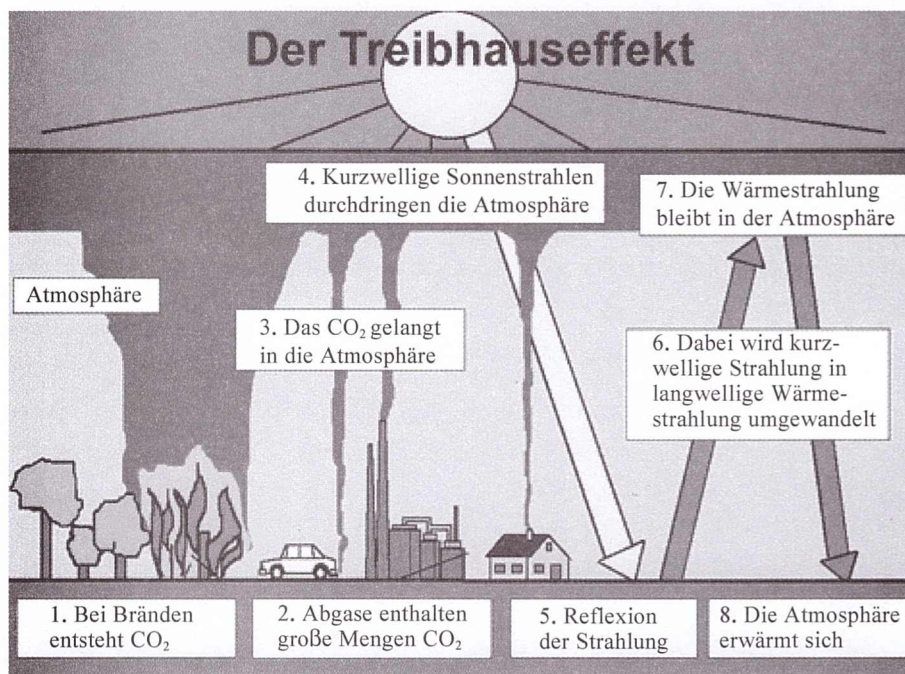 Der Treibhauseffekt
4. Kurzwellige Sonnenstrahlen
durchdringen die Atmosphäre
7. Die Wärmestrahlung
bleibt in der Atmosphäre
Atmosphäre
3. Das CO₂ gelangt
in die Atmosphäre
6. Dabei wird kurz-
wellige Strahlung in
langwellige Wärme-
strahlung umgewandelt
1. Bei Bränden
entsteht CO₂
2. Abgase enthalten
große Mengen CO₂
5. Reflexion
der Strahlung
8. Die Atmosphäre
erwärmt sich